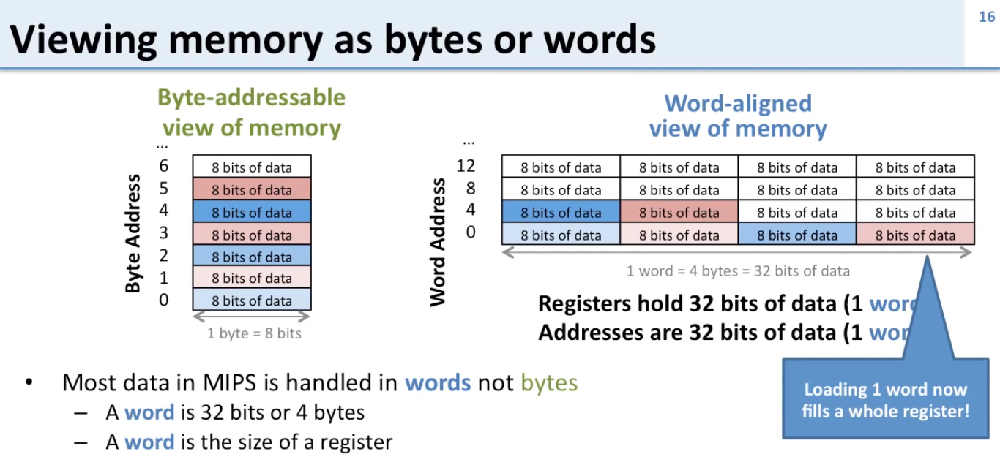 16
Viewing memory as bytes or words
Byte-addressable
view of memory
...
Byte Address
6 8 bits of data
5 8 bits of data
4 8 bits of data
3 8 bits of data
2 8 bits of data
1 8 bits of data
0 8 bits of data
1 byte = 8 bits
Word-aligned
view of memory
...
Word Address
12 8 bits of data 8 bits of data 8 bits of data 8 bits of data
8 8 bits of data 8 bits of data 8 bits of data 8 bits of data
4 8 bits of data 8 bits of data 8 bits of data 8 bits of data
0 8 bits of data 8 bits of data 8 bits of data 8 bits of data
1 word = 4 bytes = 32 bits of data
Registers hold 32 bits of data (1
Addresses are 32 bits of data (1
Loading 1 word now
fills a whole register!
• Most data in MIPS is handled in words not bytes
– A word is 32 bits or 4 bytes
– A word is the size of a register